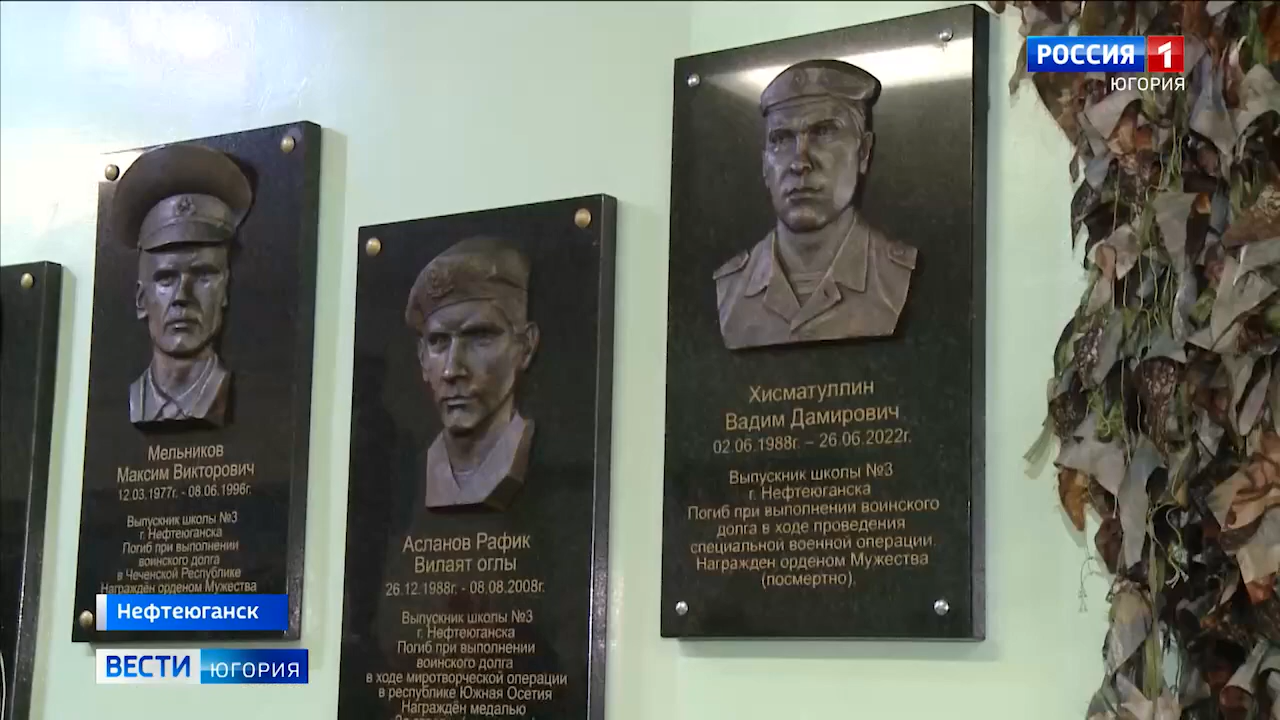 РОССИЯ 1
ЮГОРИЯ
Мельников
Максим Викторович
12.03.1977г. - 08.06.1996г.
Выпускник школы №3
г. Нефтеюганска
Погиб при выполнении
воинского долга
в Чеченской Республике
Награждён орденом Мужества
Асланов Рафик
Вилаят оглы
26.12.1988г. - 08.08.2008г.
Выпускник школы №3
г. Нефтеюганска
Погиб при выполнении
воинского долга
в ходе миротворческой операции
в республике Южная Осетия
Награждён медалью
Хисматуллин
Вадим Дамирович
02.06.1988г. – 26.06.2022г.
Выпускник школы №3
г. Нефтеюганска
Погиб при выполнении воинского
долга в ходе проведения
специальной военной операции.
Награжден орденом Мужества
(посмертно).
Нефтеюганск
ВЕСТИ ЮГОРИЯ